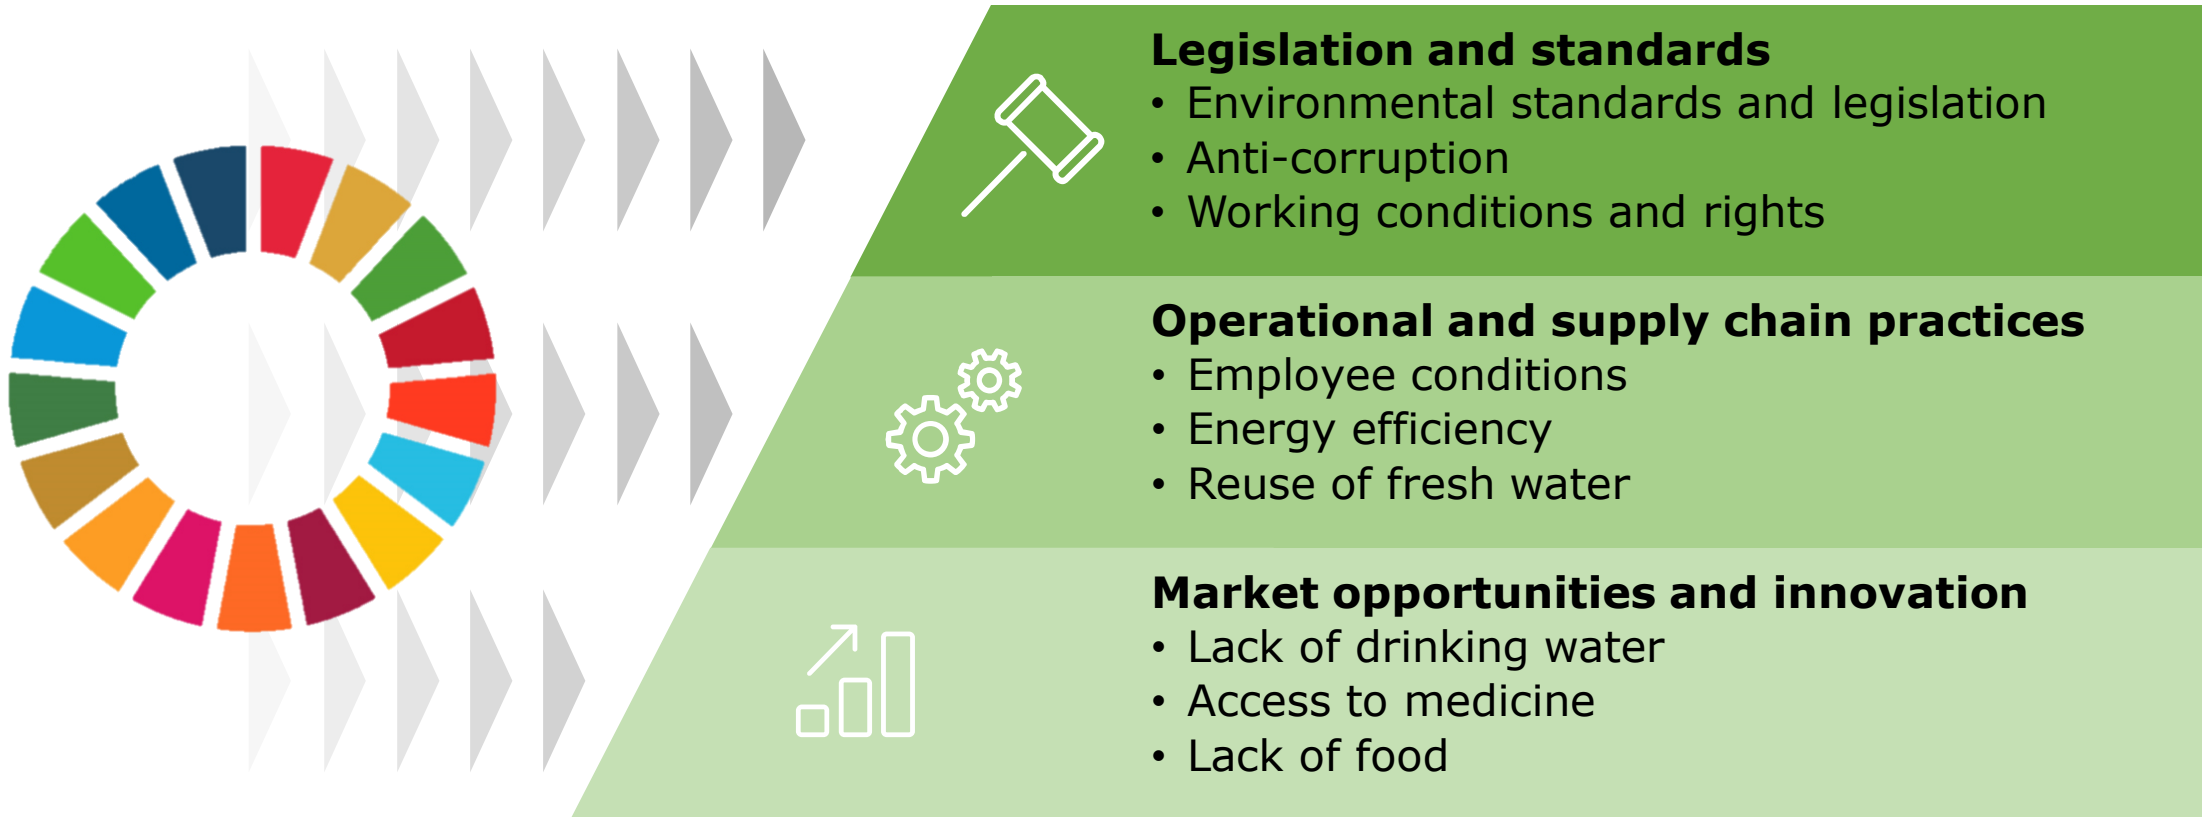 Legislation and standards
• Environmental standards and legislation
• Anti-corruption
• Working conditions and rights
Operational and supply chain practices
• Employee conditions
• Energy efficiency
• Reuse of fresh water
Market opportunities and innovation
• Lack of drinking water
• Access to medicine
• Lack of food